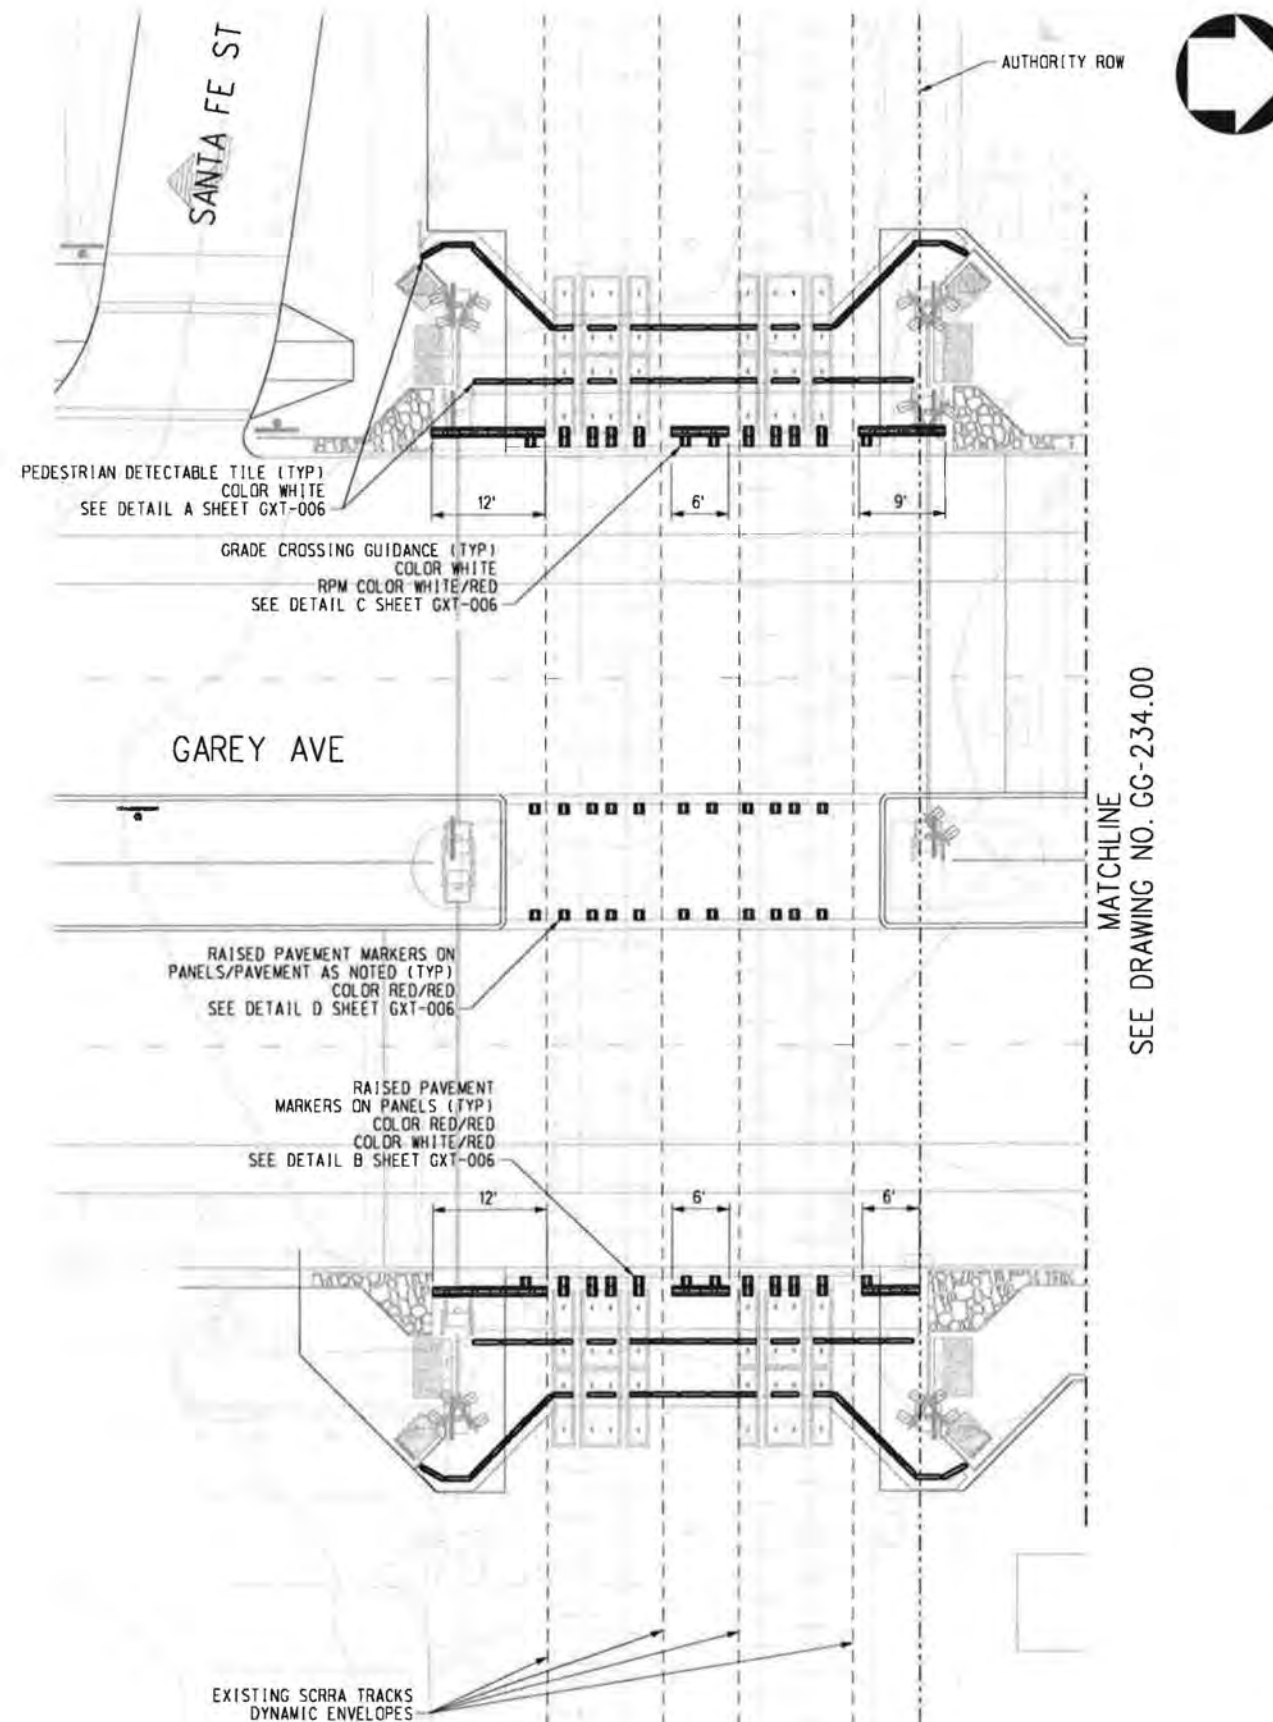 SANTA FE ST
AUTHORITY ROW
PEDESTRIAN DETECTABLE TILE (TYP)
COLOR WHITE
SEE DETAIL A SHEET GXT-006
12'
6'
9'
GRADE CROSSING GUIDANCE (TYP)
COLOR WHITE
RPM COLOR WHITE/RED
SEE DETAIL C SHEET GXT-006
GAREY AVE
MATCHLINE
SEE DRAWING NO. GG-234.00
RAISED PAVEMENT MARKERS ON
PANELS/PAVEMENT AS NOTED (TYP)
COLOR RED/RED
SEE DETAIL D SHEET GXT-006
RAISED PAVEMENT
MARKERS ON PANELS (TYP)
COLOR RED/RED
COLOR WHITE/RED
SEE DETAIL B SHEET GXT-006
12'
6'
6'
EXISTING SCRRA TRACKS
DYNAMIC ENVELOPES